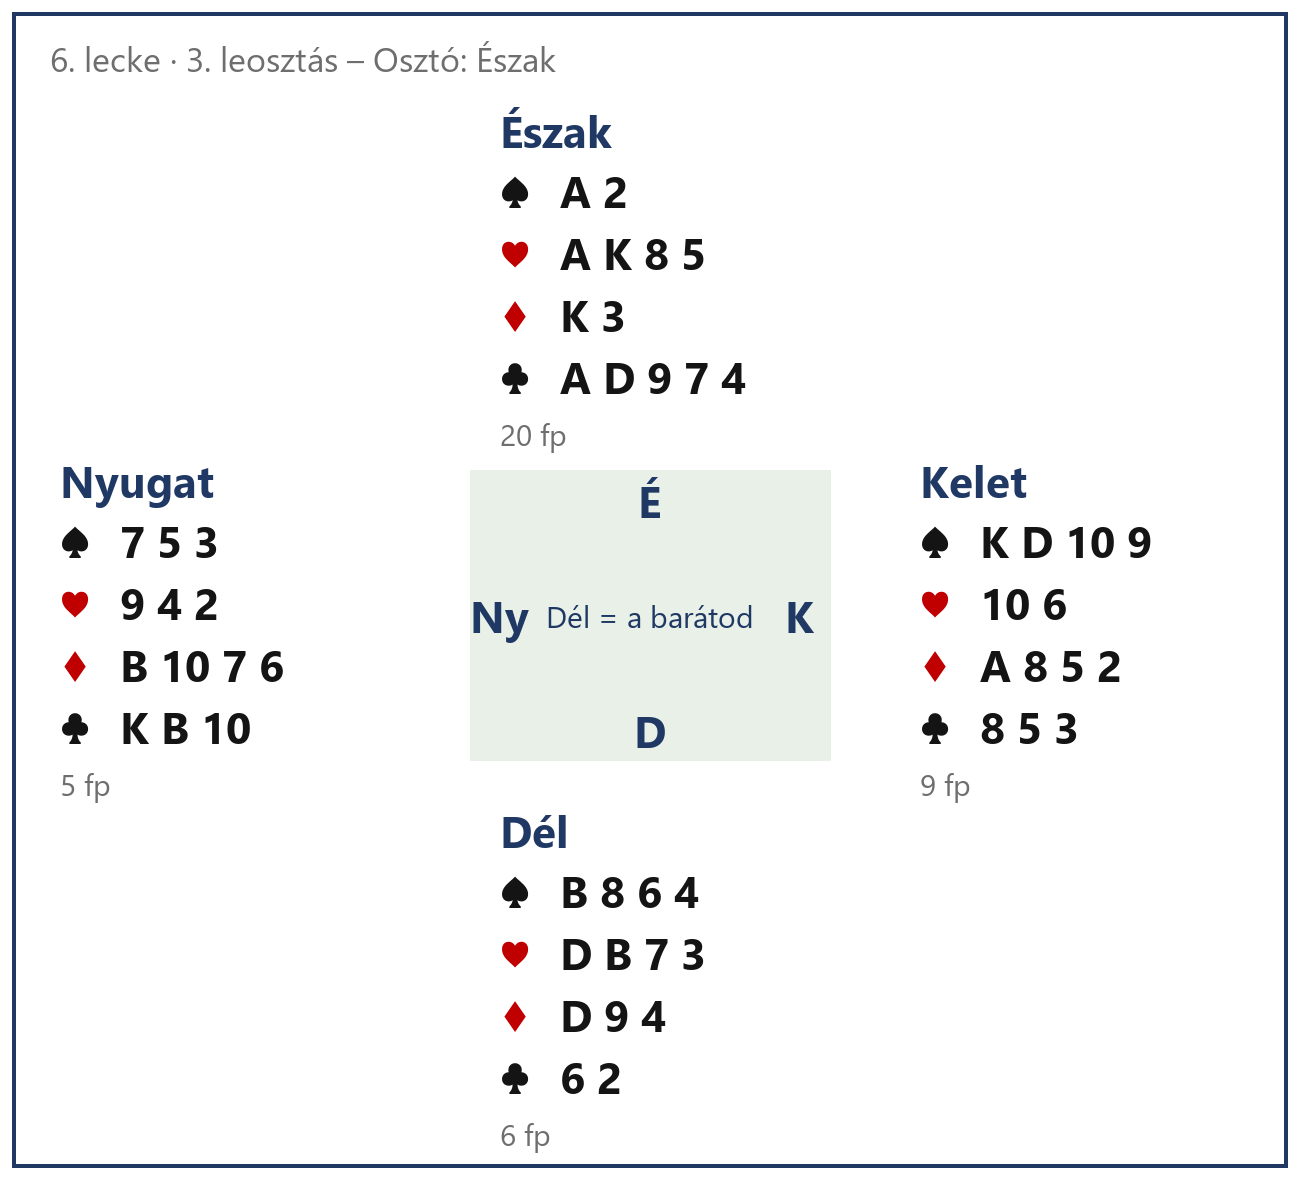 6. lecke · 3. leosztás – Osztó: Észak
Észak
♠ A 2
♥ A K 8 5
♦ K 3
♣ A D 9 7 4
20 fp
Nyugat
♠ 7 5 3
♥ 9 4 2
♦ B 10 7 6
♣ K B 10
5 fp
É
Ny Dél = a barátod K
D
Kelet
♠ K D 10 9
♥ 10 6
♦ A 8 5 2
♣ 8 5 3
9 fp
Dél
♠ B 8 6 4
♥ D B 7 3
♦ D 9 4
♣ 6 2
6 fp